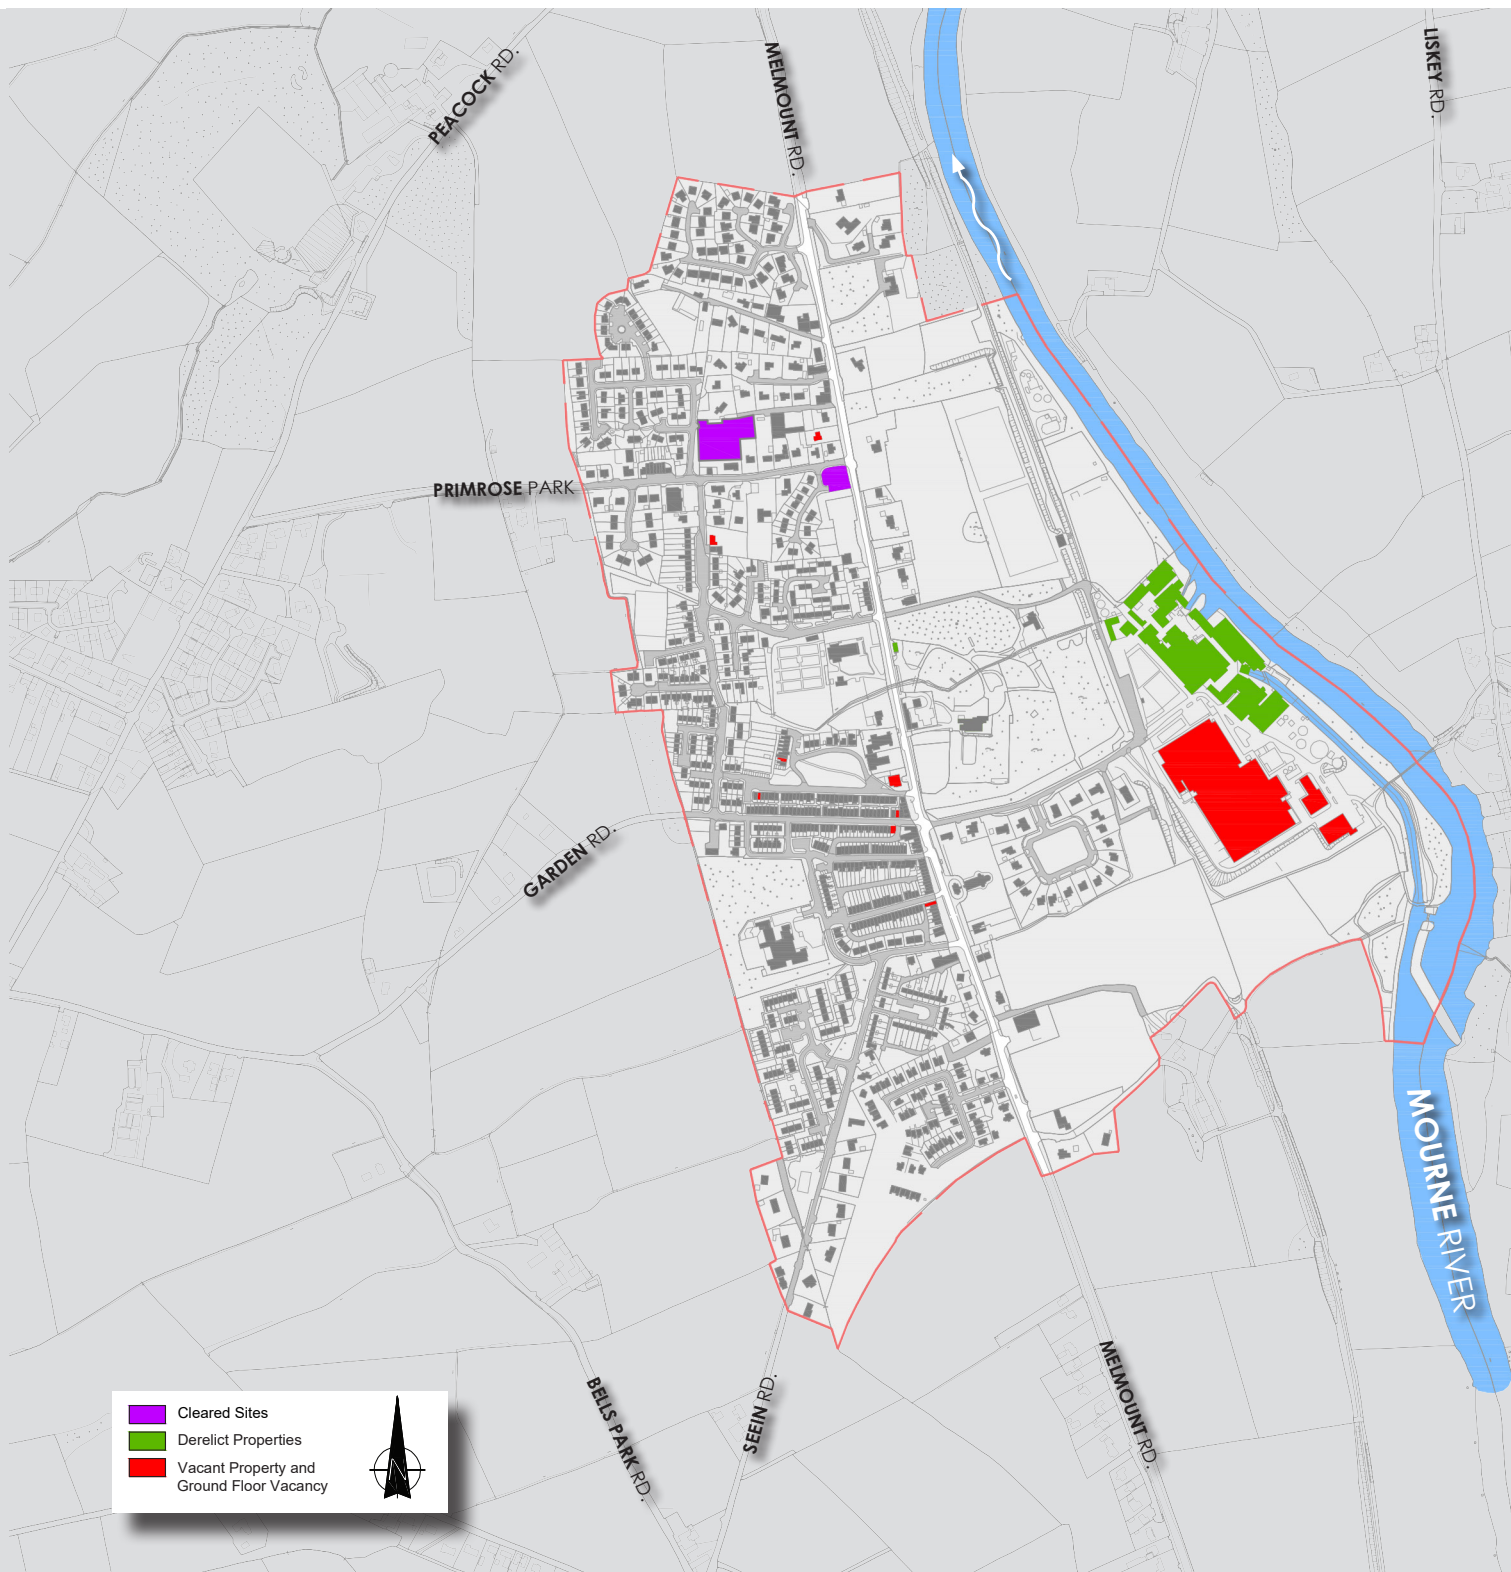 PEACOCK RD.
MELMOUNT RD.
LISKEY RD.
PRIMROSE PARK
GARDEN RD.
MOURNE RIVER
BELLS PARK RD.
SEEIN RD.
MELMOUNT RD.
Cleared Sites
Derelict Properties
Vacant Property and
Ground Floor Vacancy
N